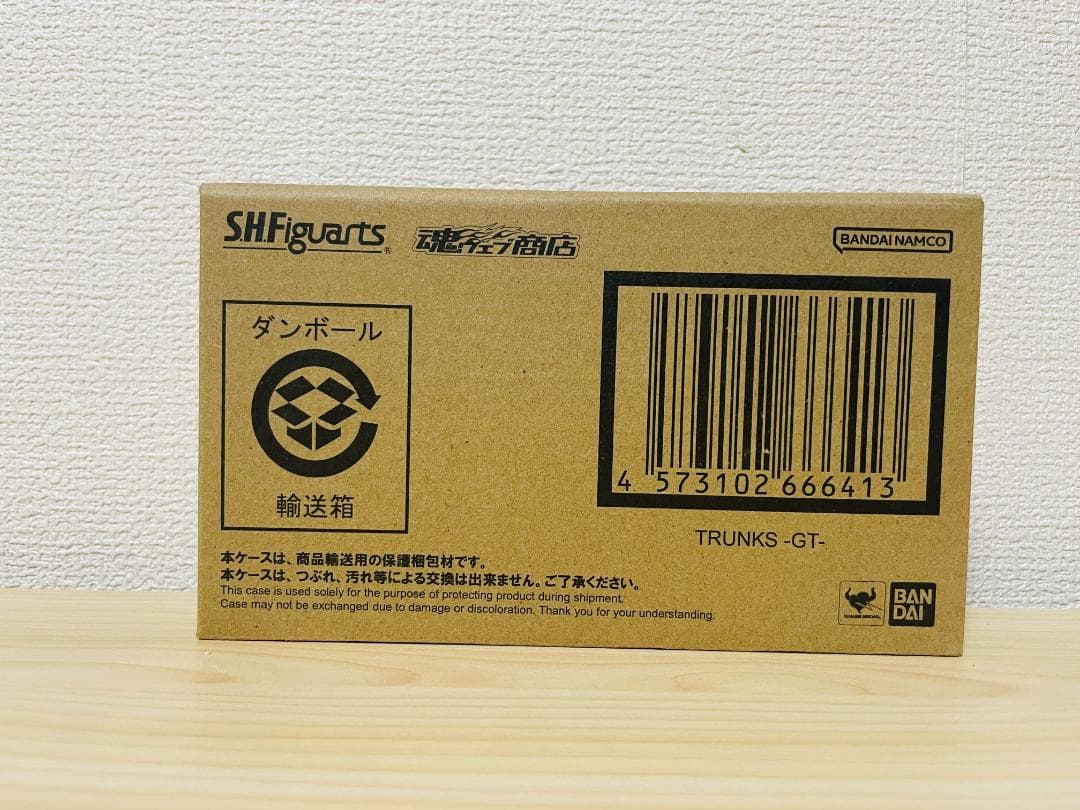 S.H.Figuarts®
魂ウェブ商店
BANDAI NAMCO
ダンボール
輸送箱
4 573102 666413
TRUNKS -GT-
本ケースは、商品輸送用の保護梱包材です。
本ケースは、つぶれ、汚れ等による交換は出来ません。ご了承ください。
This case is used solely for the purpose of protecting product during shipment.
Case may not be exchanged due to damage or discoloration. Thank you for your understanding.
BAN
DAI